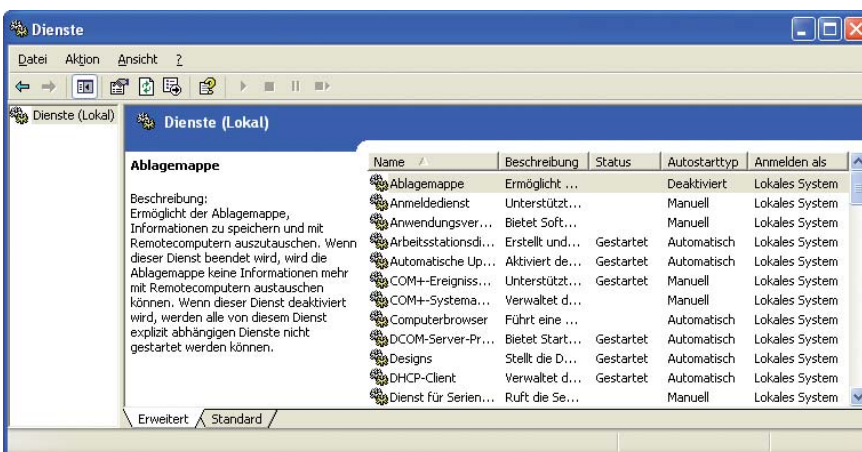 Dienste
Datei Aktion Ansicht ?
Dienste (Lokal)
Dienste (Lokal)
Ablagemappe
Beschreibung:
Ermöglicht der Ablagemappe,
Informationen zu speichern und mit
Remotecomputern auszutauschen. Wenn
dieser Dienst beendet wird, wird die
Ablagemappe keine Informationen mehr
mit Remotecomputern austauschen
können. Wenn dieser Dienst deaktiviert
wird, werden alle von diesem Dienst
explizit abhängigen Dienste nicht
gestartet werden können.
Name Beschreibung Status Autostarttyp Anmelden als
Ablagemappe Ermöglicht ... Deaktiviert Lokales System
Anmeldedienst Unterstützt... Manuell Lokales System
Anwendungsver... Bietet Soft... Manuell Lokales System
Arbeitsstationsdi... Erstellt und... Gestartet Automatisch Lokales System
Automatische Up... Aktiviert de... Gestartet Automatisch Lokales System
COM+-Ereigniss... Unterstützt... Gestartet Manuell Lokales System
COM+-Systema... Verwaltet d... Manuell Lokales System
Computerbrowser Führt eine ... Automatisch Lokales System
DCOM-Server-Pr... Bietet Start... Gestartet Automatisch Lokales System
Designs Stellt die D... Gestartet Automatisch Lokales System
DHCP-Client Verwaltet d... Gestartet Automatisch Lokales System
Dienst für Serien... Ruft die Se... Manuell Lokales System
Erweitert Standard